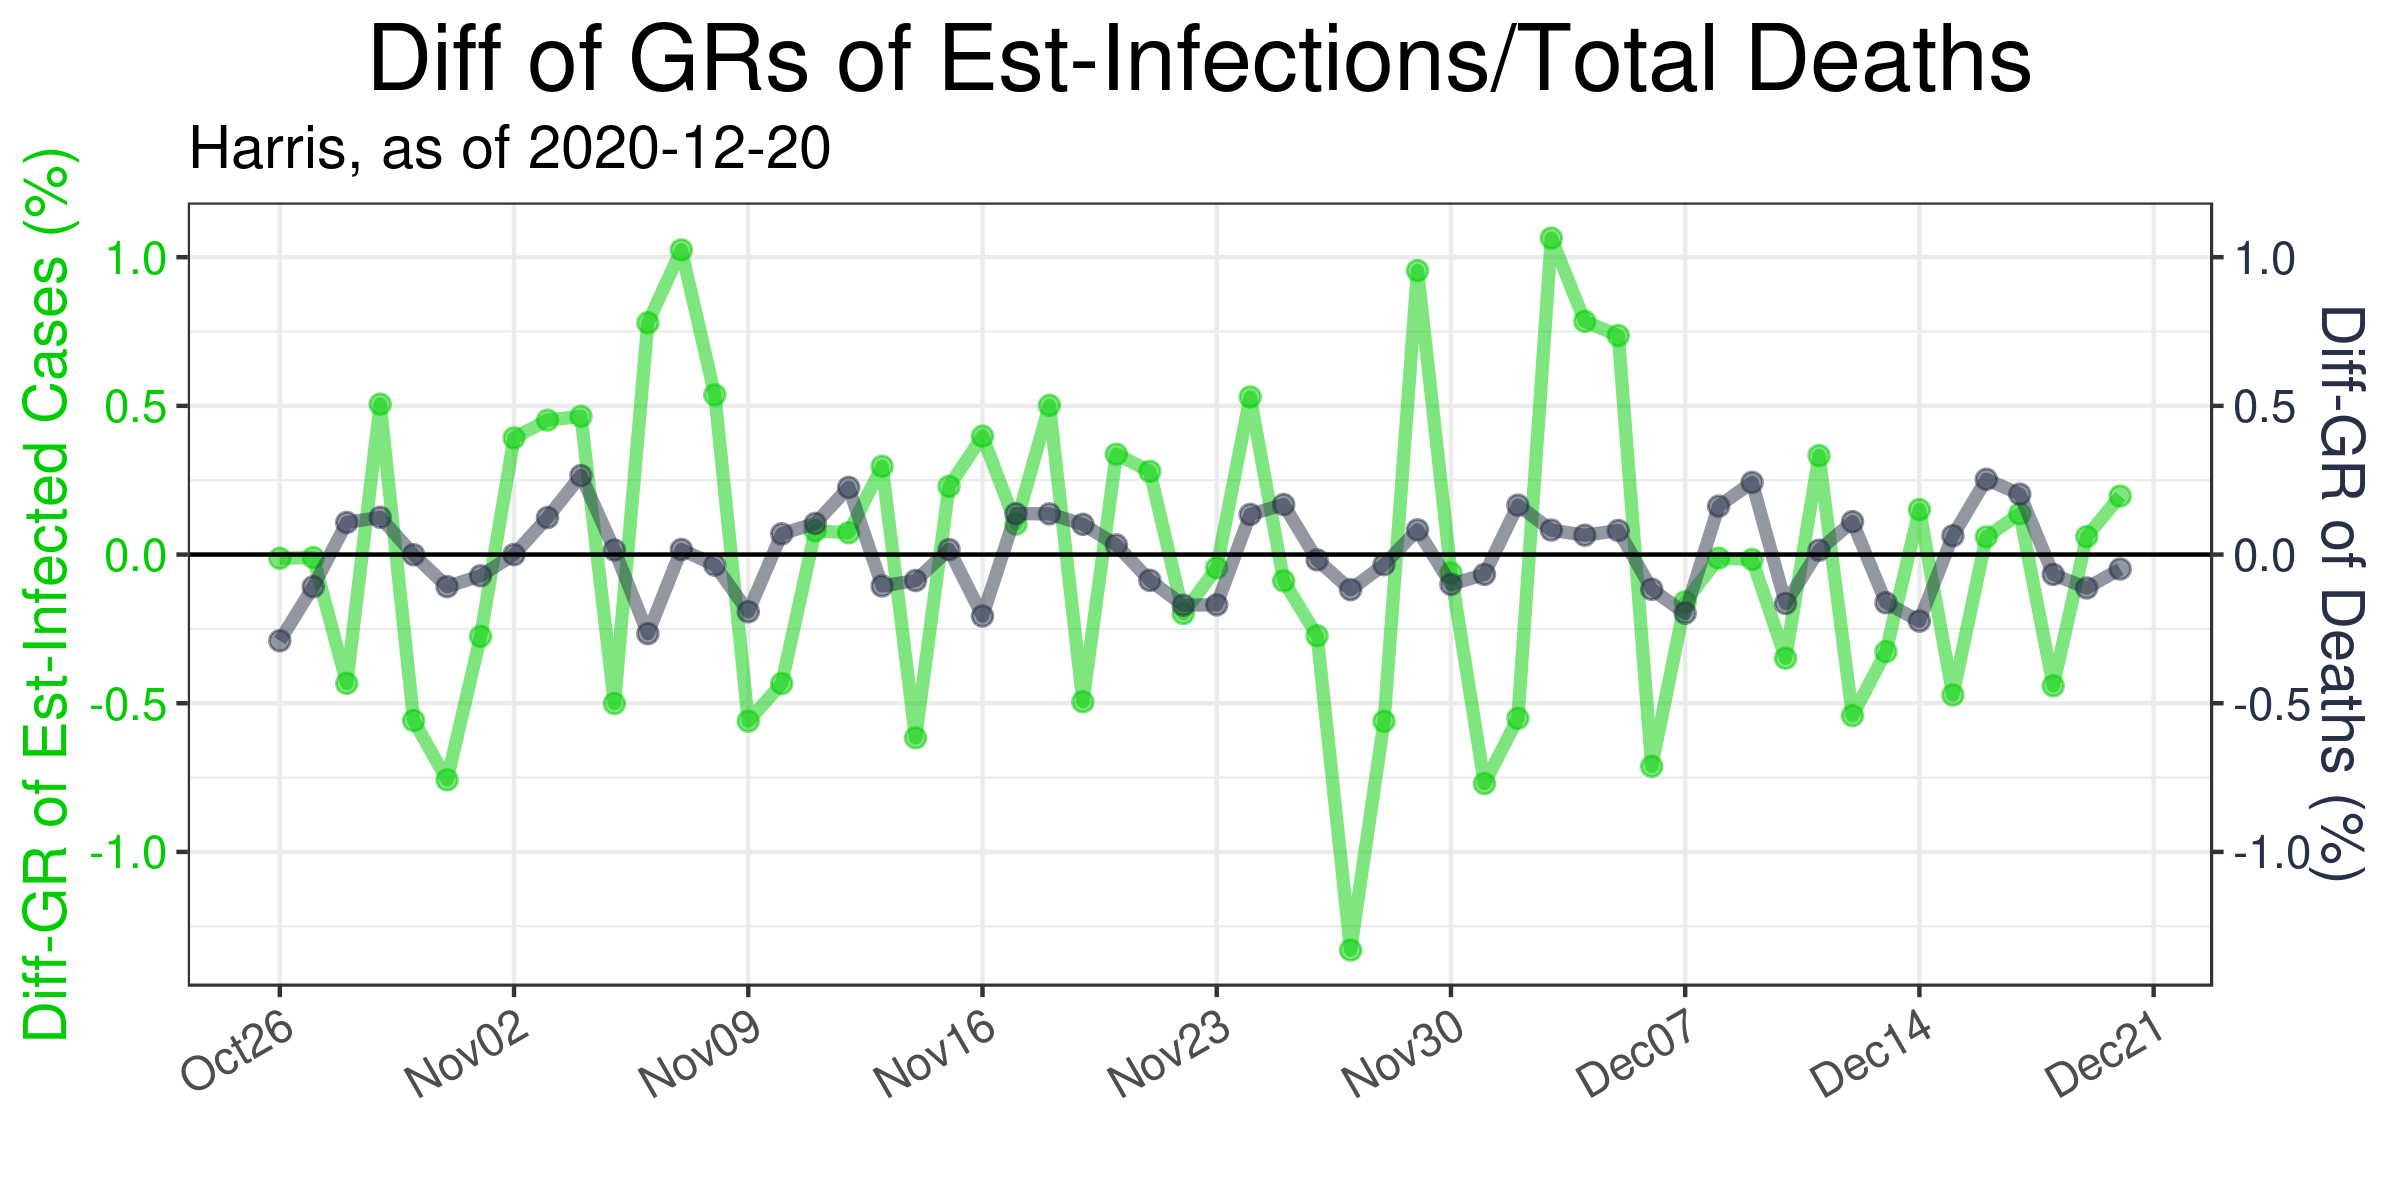 Diff of GRs of Est-Infections/Total Deaths
Harris, as of 2020-12-20
Diff-GR of Est-Infected Cases (%)
1.0
0.5
0.0
-0.5
-1.0
1.0
0.5
0.0
-0.5
-1.0
Diff-GR of Deaths (%)
Oct26 Nov02 Nov09 Nov16 Nov23 Nov30 Dec07 Dec14 Dec21